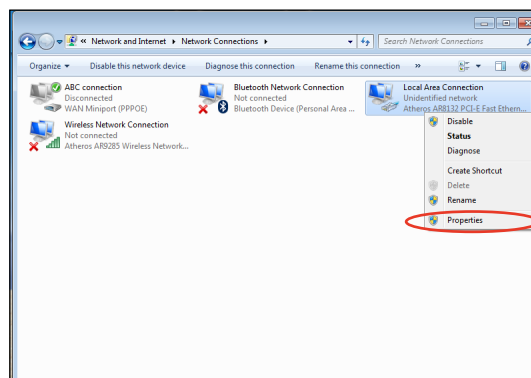 « Network and Internet ▸ Network Connections ▸
Search Network Connections
Organize ▾ Disable this network device Diagnose this connection Rename this connection »
ABC connection
Disconnected
WAN Miniport (PPPOE)
Bluetooth Network Connection
Not connected
Bluetooth Device (Personal Area ...
Local Area Connection
Unidentified network
Atheros AR8132 PCI-E Fast Ethern...
Wireless Network Connection
Not connected
Atheros AR9285 Wireless Network...
Disable
Status
Diagnose
Create Shortcut
Delete
Rename
Properties